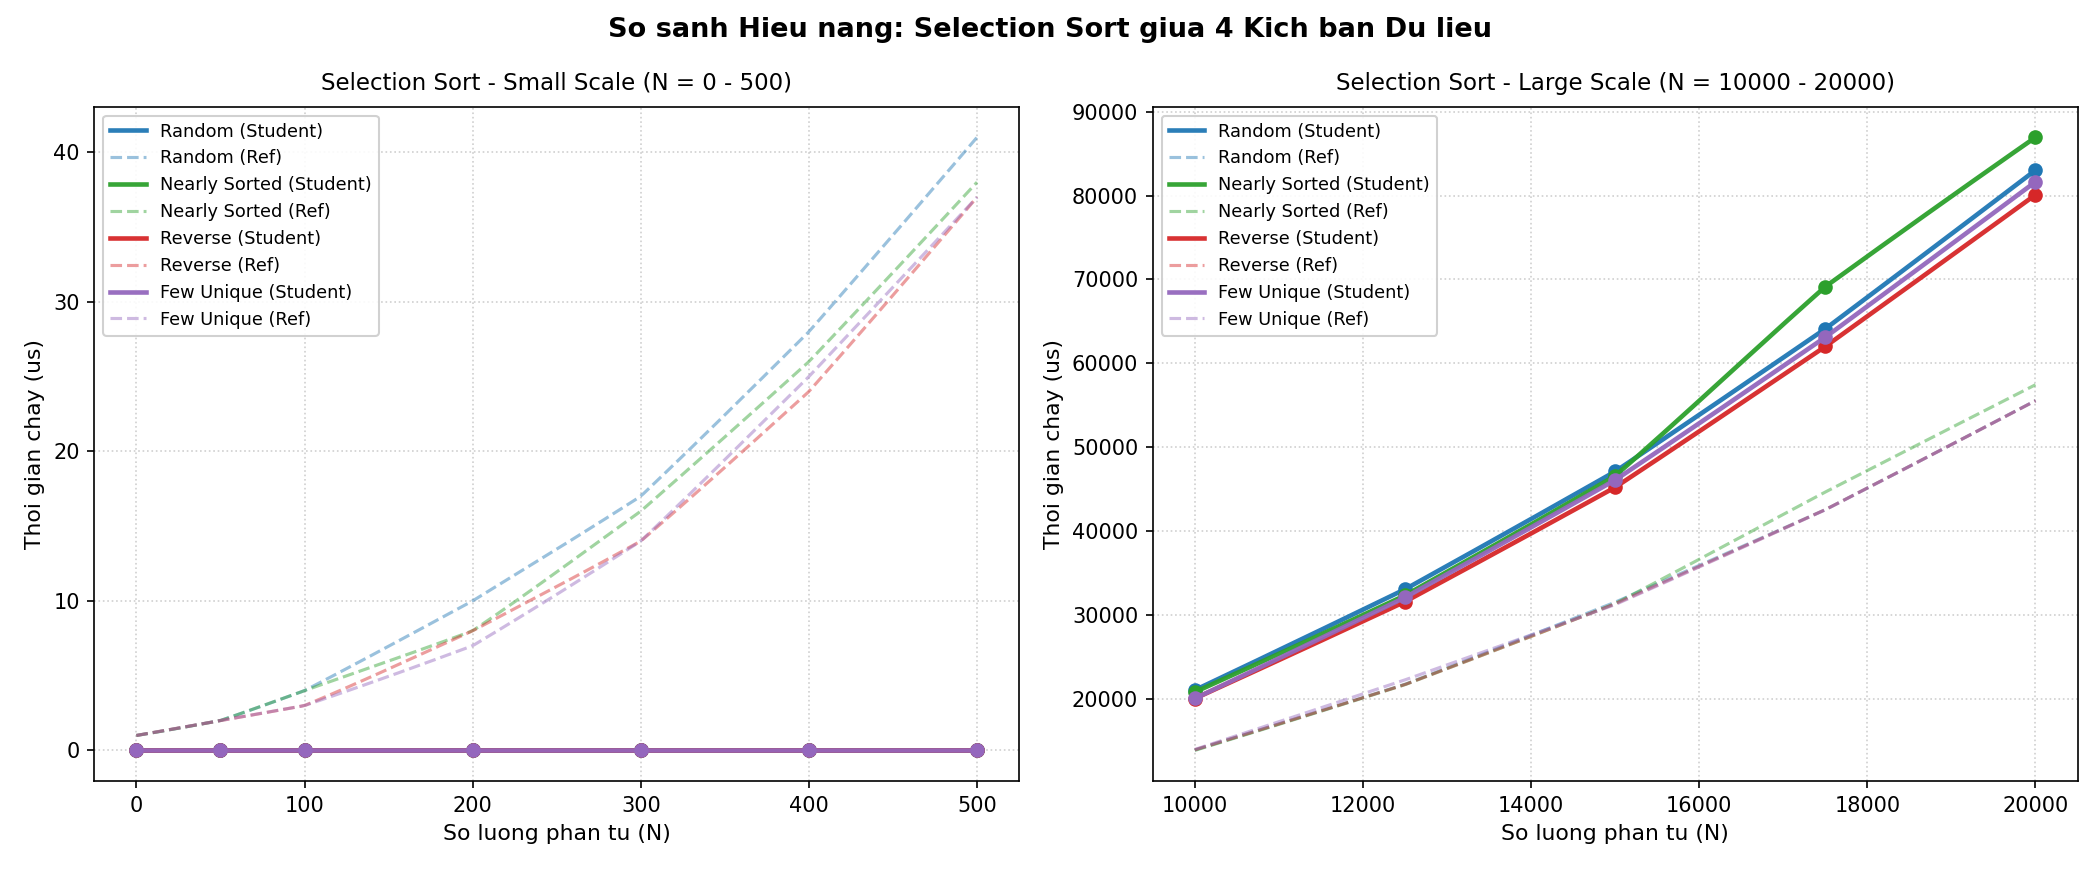 So sanh Hieu nang: Selection Sort giua 4 Kich ban Du lieu
Selection Sort - Small Scale (N = 0 - 500)
Random (Student)
Random (Ref)
Nearly Sorted (Student)
Nearly Sorted (Ref)
Reverse (Student)
Reverse (Ref)
Few Unique (Student)
Few Unique (Ref)
Thoi gian chay (us)
40
30
20
10
0
0
100
200
300
400
500
So luong phan tu (N)
Selection Sort - Large Scale (N = 10000 - 20000)
Random (Student)
Random (Ref)
Nearly Sorted (Student)
Nearly Sorted (Ref)
Reverse (Student)
Reverse (Ref)
Few Unique (Student)
Few Unique (Ref)
Thoi gian chay (us)
90000
80000
70000
60000
50000
40000
30000
20000
10000
12000
14000
16000
18000
20000
So luong phan tu (N)